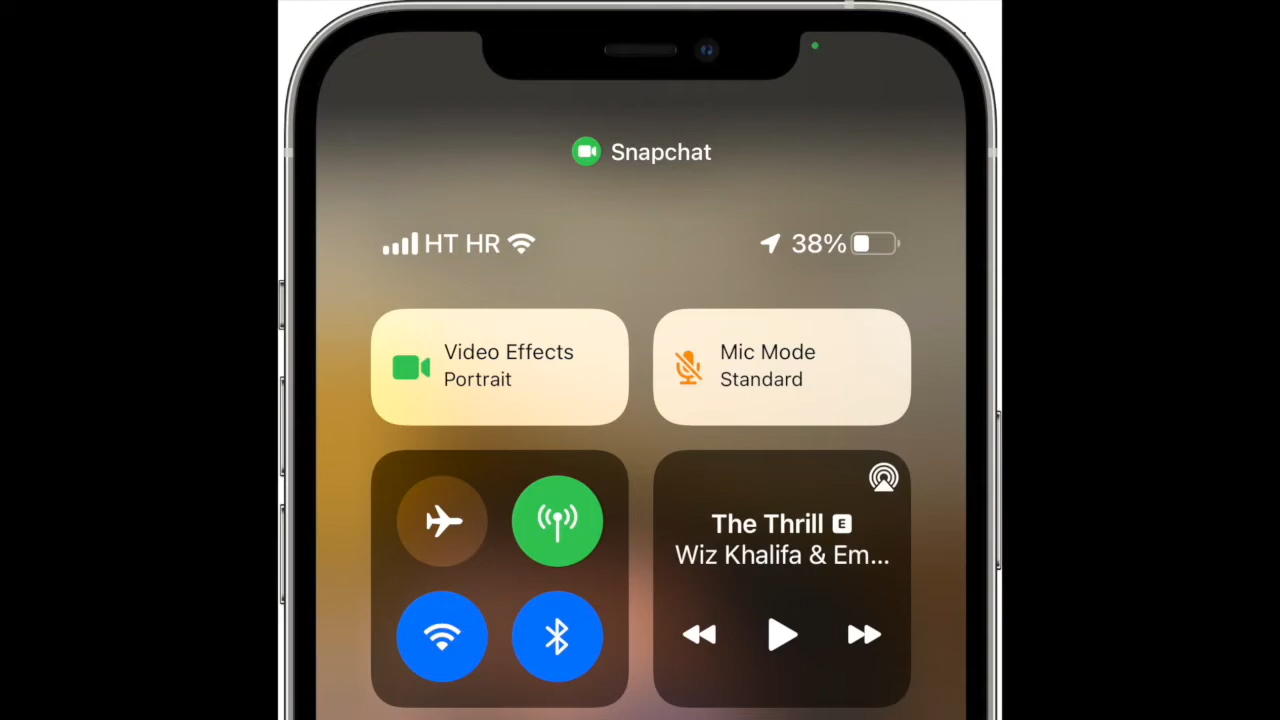 Snapchat
HT HR 38%
Video Effects
Portrait
Mic Mode
Standard
The Thrill E
Wiz Khalifa & Em...